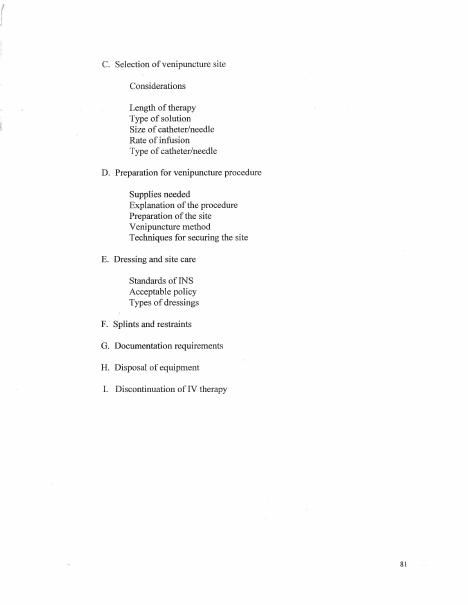 C. Selection of venipuncture site
Considerations
Length of therapy
Type of solution
Size of catheter/needle
Rate of infusion
Type of catheter/needle
D. Preparation for venipuncture procedure
Supplies needed
Explanation of the procedure
Preparation of the site
Venipuncture method
Techniques for securing the site
E. Dressing and site care
Standards of INS
Acceptable policy
Types of dressings
F. Splints and restraints
G. Documentation requirements
H. Disposal of equipment
I. Discontinuation of IV therapy
81